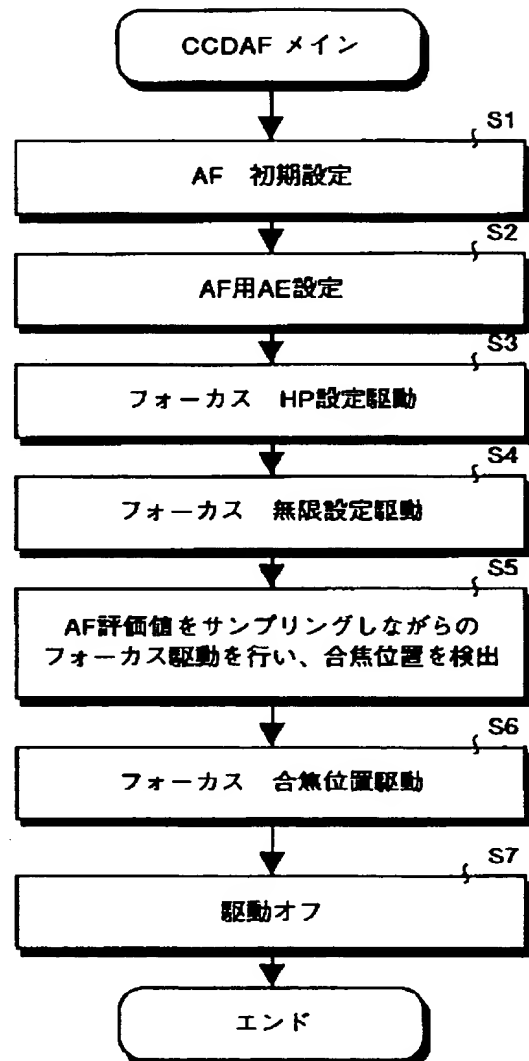 CCDAF メイン
S1
AF 初期設定
S2
AF用AE設定
S3
フォーカス HP設定駆動
S4
フォーカス 無限設定駆動
S5
AF評価値をサンプリングしながらの
フォーカス駆動を行い、合焦位置を検出
S6
フォーカス 合焦位置駆動
S7
駆動オフ
エンド